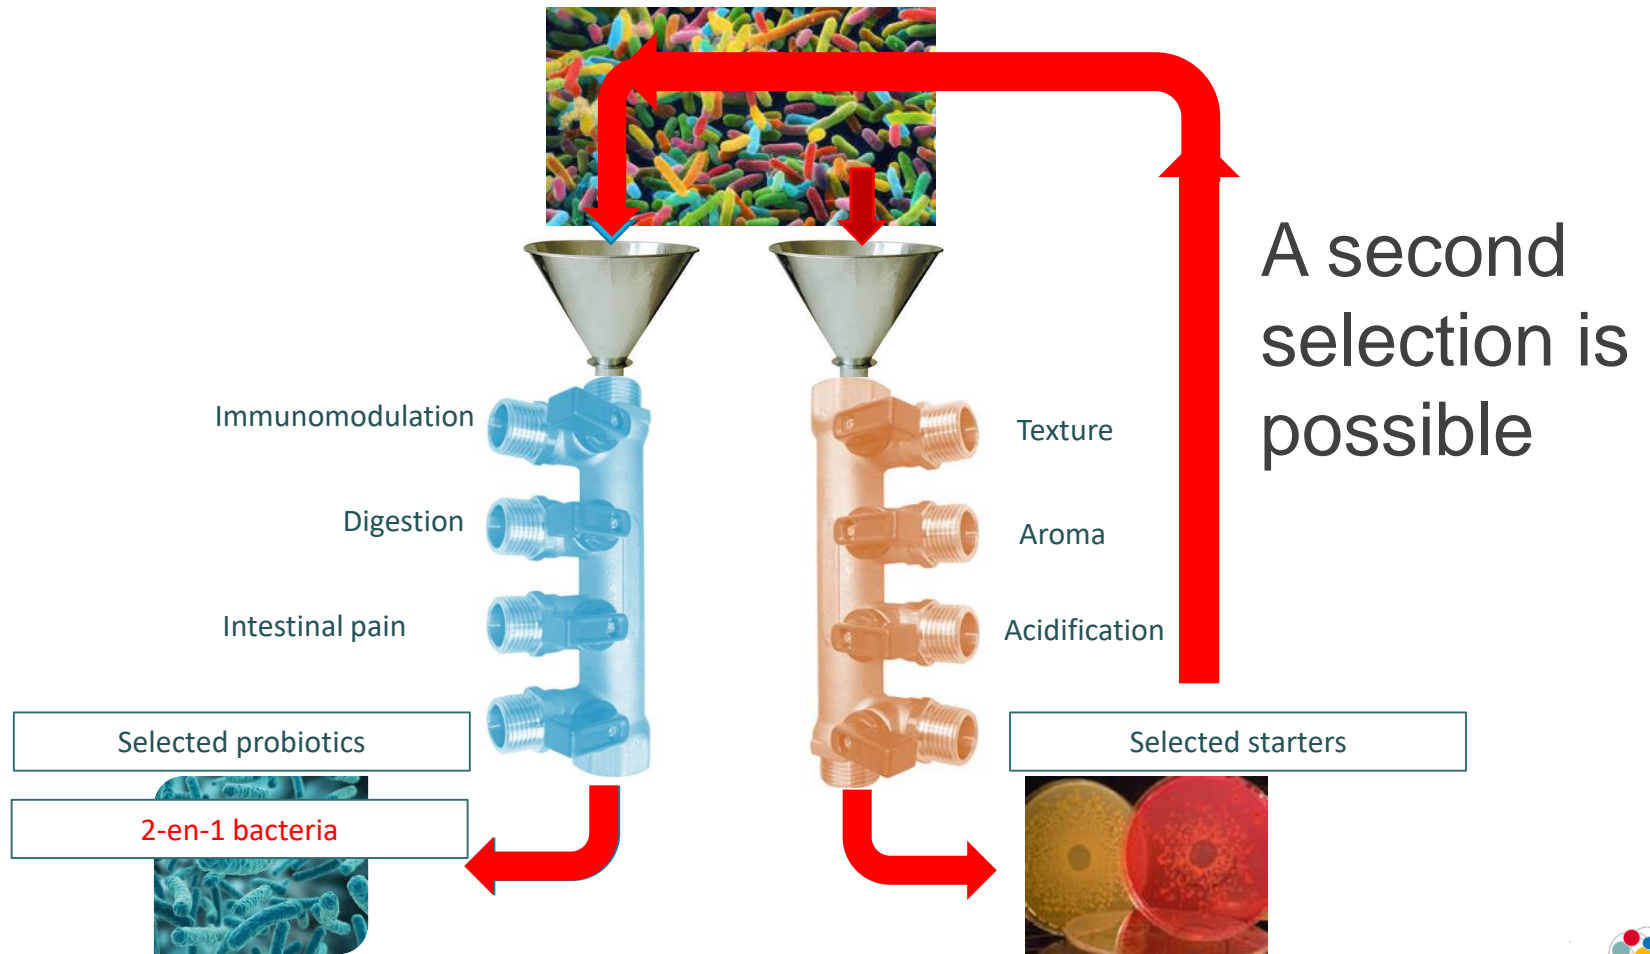 A second
selection is
possible
Immunomodulation
Digestion
Intestinal pain
Selected probiotics
2-en-1 bacteria
Texture
Aroma
Acidification
Selected starters